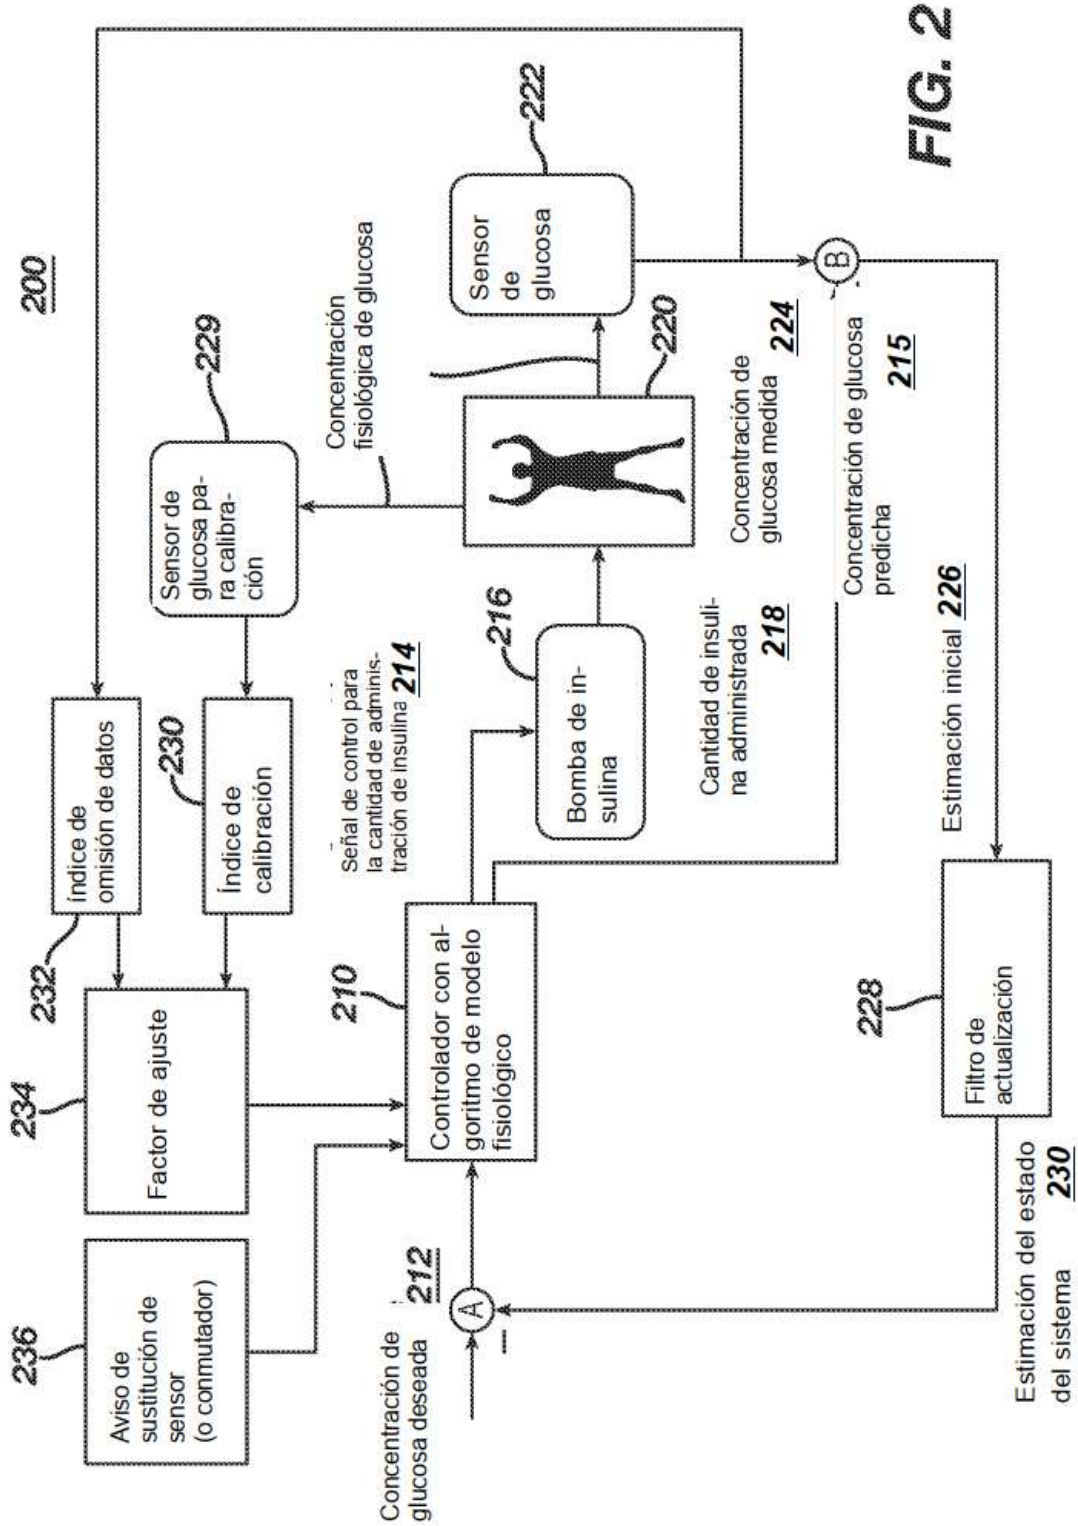 200
236
Aviso de
sustitución de
sensor
(o conmutador)
234
Factor de ajuste
232
Índice de
omisión de datos
230
Índice de
calibración
Sensor de
glucosa pa-
ra calibra-
ción
229
Concentración
fisiológica de glucosa
Concentración de
glucosa deseada
212
A
–
210
Controlador con al-
goritmo de modelo
fisiológico
Señal de control para
la cantidad de adminis-
tración de insulina 214
Bomba de in-
sulina
216
Cantidad de insuli-
na administrada
218
220
Sensor
de
glucosa
222
Concentración de
glucosa medida
224
B
Concentración de glucosa
predicha
215
Estimación inicial 226
228
Filtro de
actualización
Estimación del estado
del sistema
230
FIG. 2